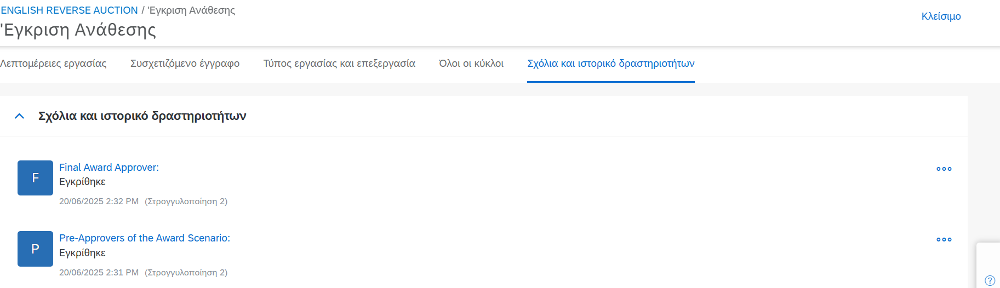 ENGLISH REVERSE AUCTION / 'Εγκριση Ανάθεσης
Κλείσιμο
'Εγκριση Ανάθεσης
Λεπτομέρειες εργασίας Συσχετιζόμενο έγγραφο Τύπος εργασίας και επεξεργασία Όλοι οι κύκλοι Σχόλια και ιστορικό δραστηριοτήτων
Σχόλια και ιστορικό δραστηριοτήτων
F
Final Award Approver:
Εγκρίθηκε
20/06/2025 2:32 PM (Στρογγυλοποίηση 2)
P
Pre-Approvers of the Award Scenario:
Εγκρίθηκε
20/06/2025 2:31 PM (Στρογγυλοποίηση 2)
?